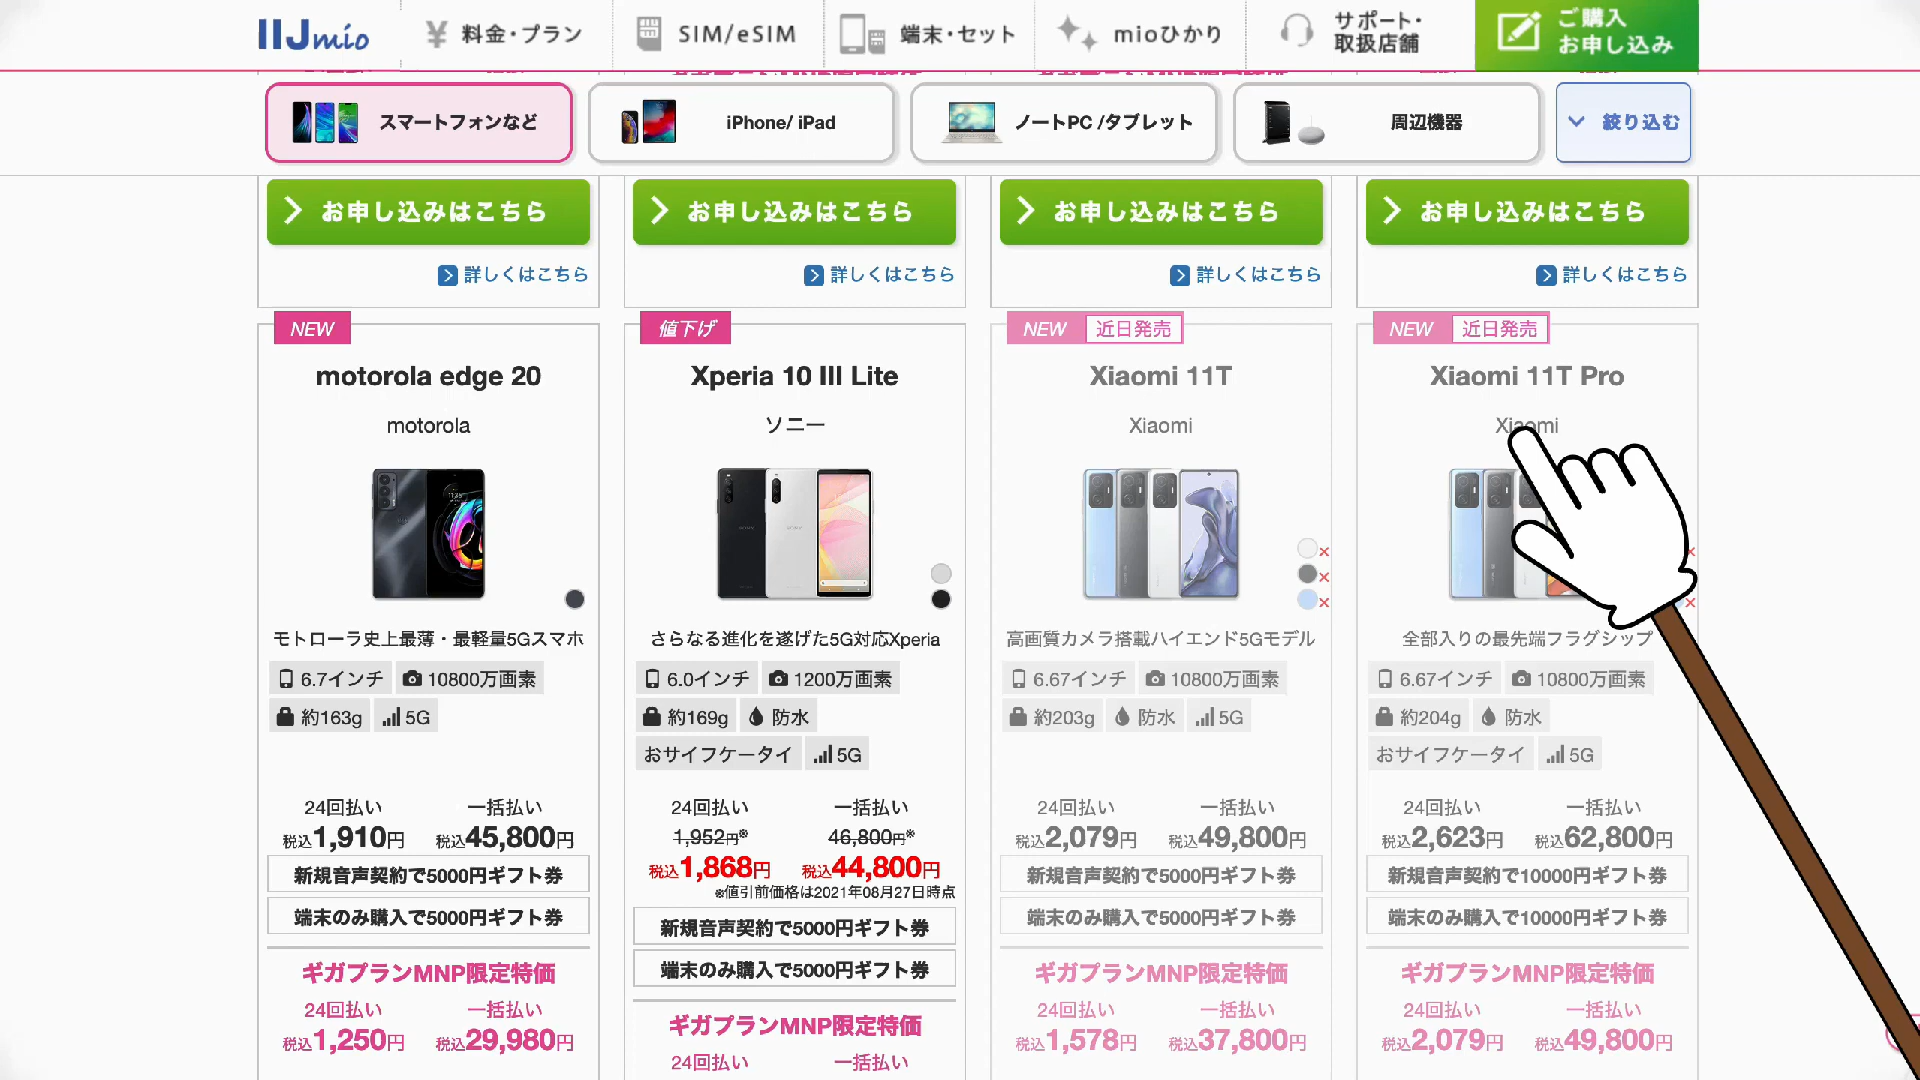 IIJmio
料金・プラン
SIM/eSIM
端末・セット
mioひかり
サポート・
取扱店舗
ご購入
お申し込み
スマートフォンなど
iPhone/ iPad
ノートPC /タブレット
周辺機器
絞り込む
お申し込みはこちら
お申し込みはこちら
お申し込みはこちら
お申し込みはこちら
詳しくはこちら
詳しくはこちら
詳しくはこちら
詳しくはこちら
NEW
motorola edge 20
motorola
モトローラ史上最薄・最軽量5Gスマホ
6.7インチ 10800万画素
約163g 5G
24回払い 一括払い
税込1,910円 税込45,800円
新規音声契約で5000円ギフト券
端末のみ購入で5000円ギフト券
ギガプランMNP限定特価
24回払い 一括払い
税込1,250円 税込29,980円
値下げ
Xperia 10 III Lite
ソニー
さらなる進化を遂げた5G対応Xperia
6.0インチ 1200万画素
約169g 防水
おサイフケータイ 5G
24回払い 一括払い
1,952円※ 46,800円※
税込1,868円 税込44,800円
※値引前価格は2021年08月27日時点
新規音声契約で5000円ギフト券
端末のみ購入で5000円ギフト券
ギガプランMNP限定特価
24回払い 一括払い
NEW 近日発売
Xiaomi 11T
Xiaomi
高画質カメラ搭載ハイエンド5Gモデル
6.67インチ 10800万画素
約203g 防水 5G
24回払い 一括払い
税込2,079円 税込49,800円
新規音声契約で5000円ギフト券
端末のみ購入で5000円ギフト券
ギガプランMNP限定特価
24回払い 一括払い
税込1,578円 税込37,800円
NEW 近日発売
Xiaomi 11T Pro
Xiaomi
全部入りの最先端フラグシップ
6.67インチ 10800万画素
約204g 防水
おサイフケータイ 5G
24回払い 一括払い
税込2,623円 税込62,800円
新規音声契約で10000円ギフト券
端末のみ購入で10000円ギフト券
ギガプランMNP限定特価
24回払い 一括払い
税込2,079円 税込49,800円